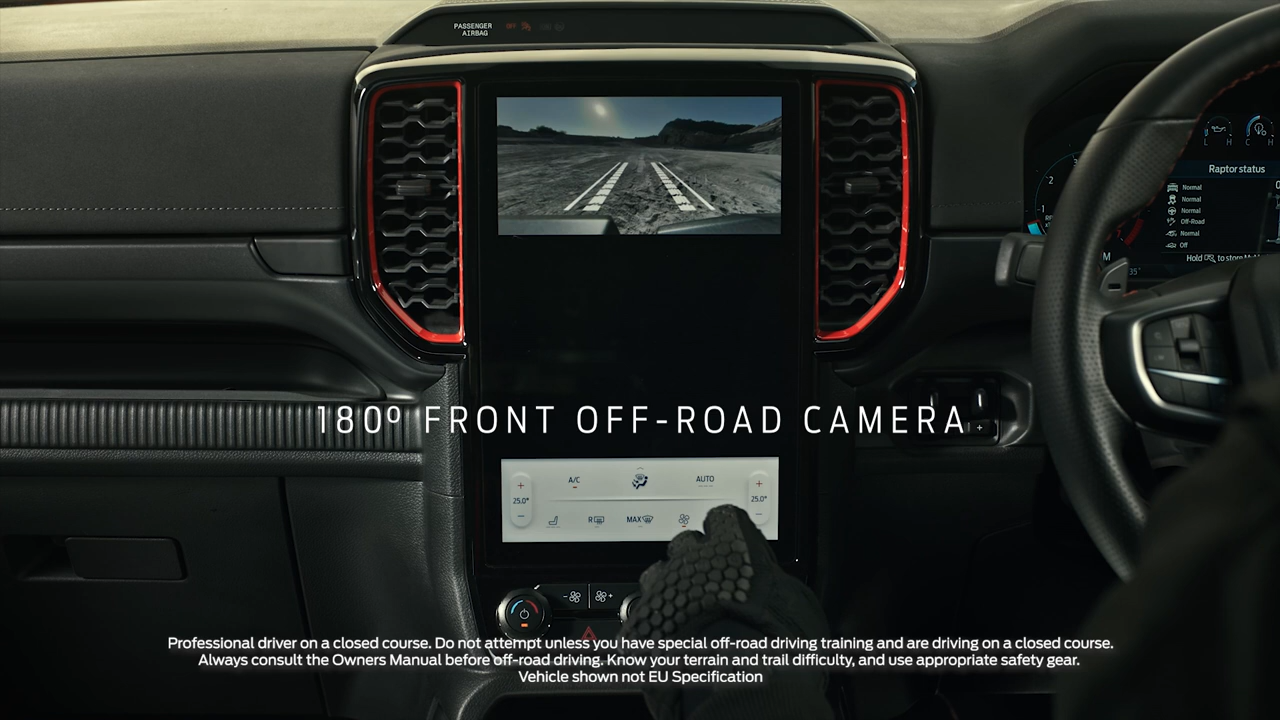 PASSENGER
AIRBAG
L H
C H
Raptor status
Normal
Normal
Normal
Off-Road
Normal
Off
2
1
M
35°
180º FRONT OFF-ROAD CAMERA
A/C
AUTO
25.0°
25.0°
R
MAX
Professional driver on a closed course. Do not attempt unless you have special off-road driving training and are driving on a closed course.
Always consult the Owners Manual before off-road driving. Know your terrain and trail difficulty, and use appropriate safety gear.
Vehicle shown not EU Specification